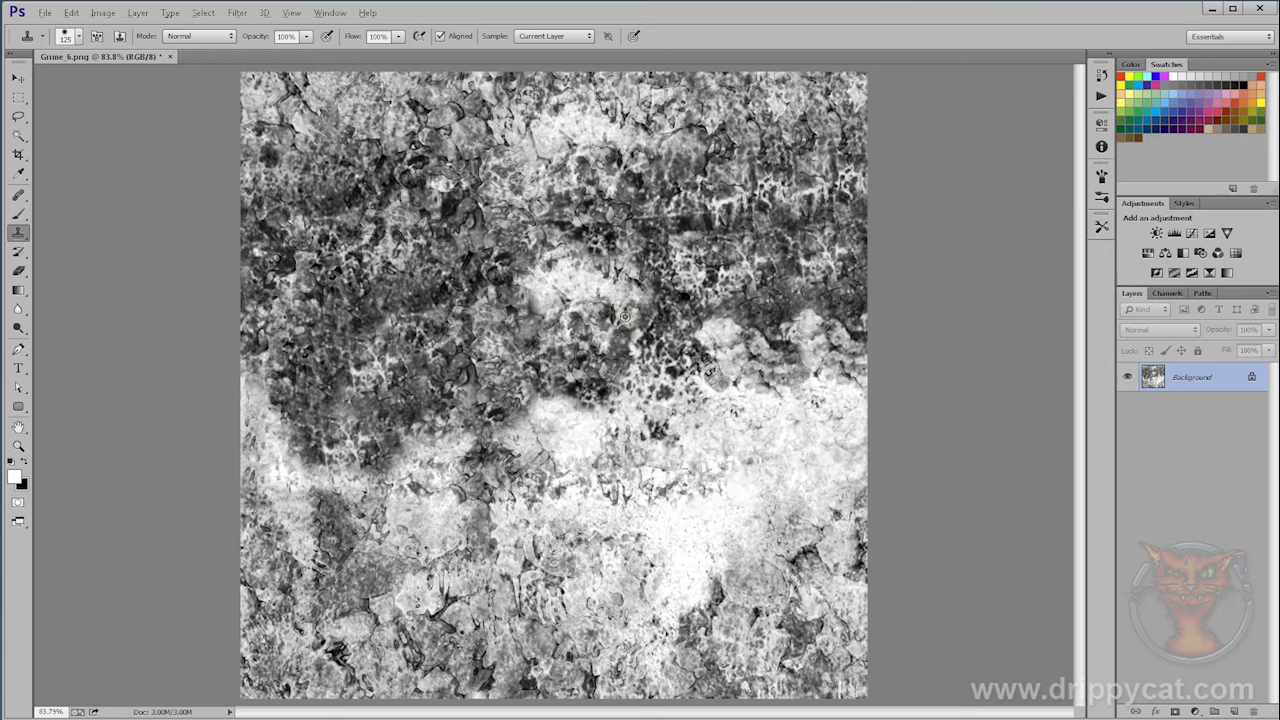 Ps File Edit Image Layer Type Select Filter 3D View Window Help
125 Mode: Normal Opacity: 100% Flow: 100% Aligned Sample: Current Layer Essentials
Grime_6.png @ 83.8% (RGB/8) * ×
Color Swatches
Adjustments Styles
Add an adjustment
Layers Channels Paths
Kind
Normal Opacity: 100%
Lock: Fill: 100%
Background
www.drippycat.com
83.79% Doc: 3.00M/3.00M